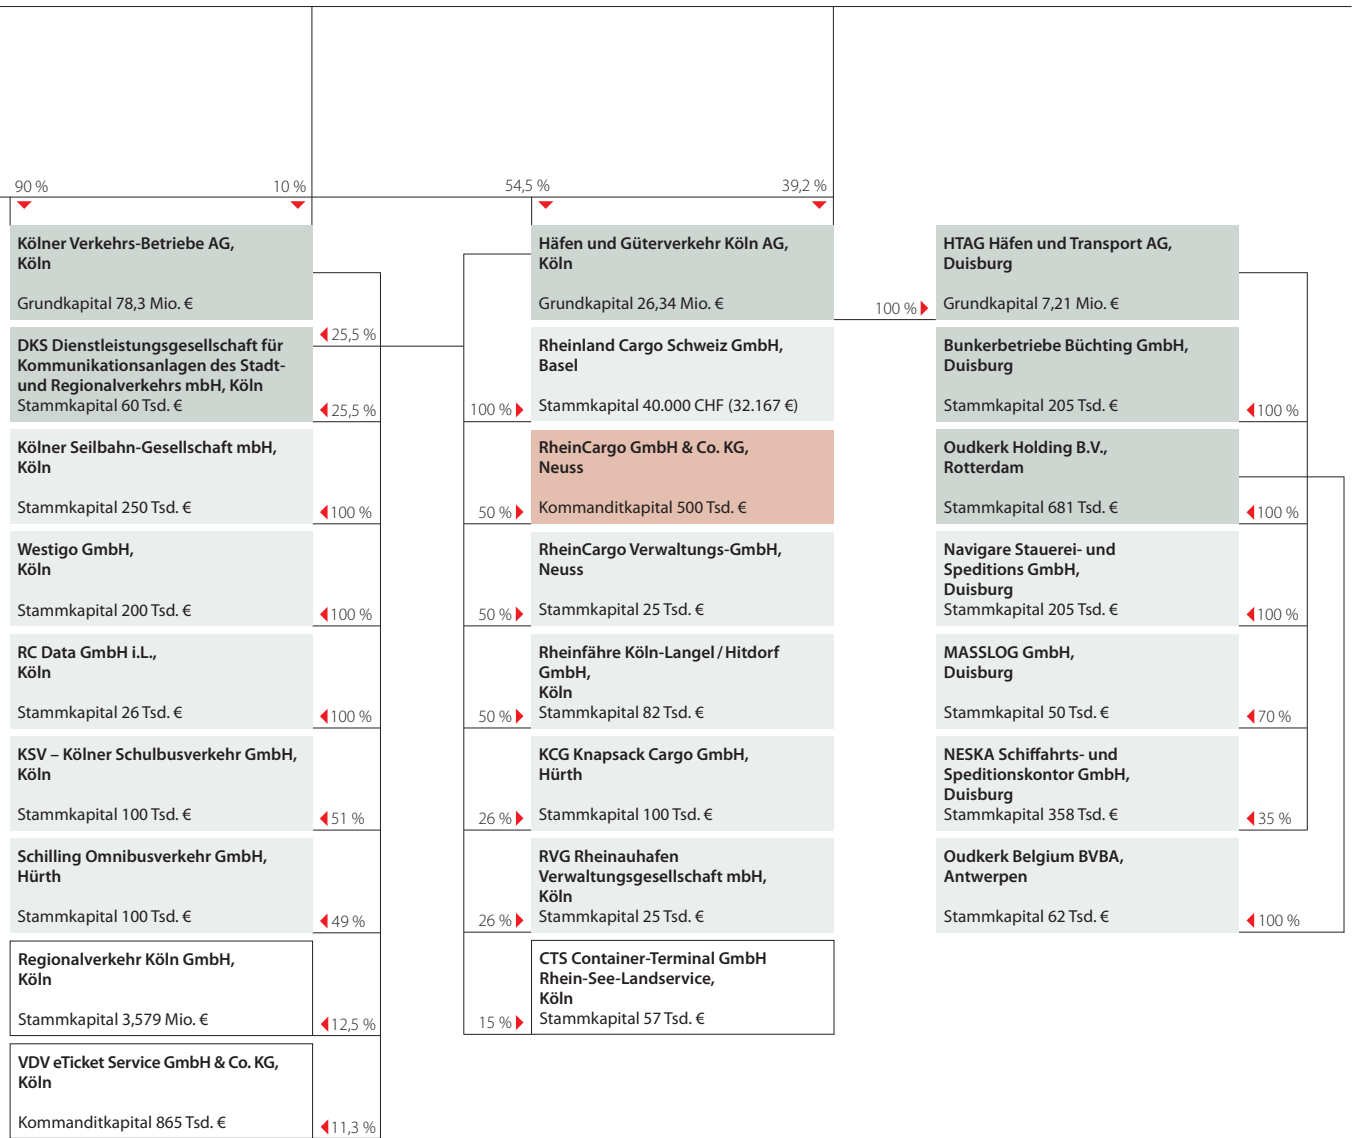 90 %
10 %
54,5 %
39,2 %
Kölner Verkehrs-Betriebe AG,
Köln
Grundkapital 78,3 Mio. €
25,5 %
DKS Dienstleistungsgesellschaft für
Kommunikationsanlagen des Stadt-
und Regionalverkehrs mbH, Köln
Stammkapital 60 Tsd. €
25,5 %
Kölner Seilbahn-Gesellschaft mbH,
Köln
Stammkapital 250 Tsd. €
100 %
Westigo GmbH,
Köln
Stammkapital 200 Tsd. €
100 %
RC Data GmbH i.L.,
Köln
Stammkapital 26 Tsd. €
100 %
KSV – Kölner Schulbusverkehr GmbH,
Köln
Stammkapital 100 Tsd. €
51 %
Schilling Omnibusverkehr GmbH,
Hürth
Stammkapital 100 Tsd. €
49 %
Regionalverkehr Köln GmbH,
Köln
Stammkapital 3,579 Mio. €
12,5 %
VDV eTicket Service GmbH & Co. KG,
Köln
Kommanditkapital 865 Tsd. €
11,3 %
Häfen und Güterverkehr Köln AG,
Köln
Grundkapital 26,34 Mio. €
Rheinland Cargo Schweiz GmbH,
Basel
100 %
Stammkapital 40.000 CHF (32.167 €)
RheinCargo GmbH & Co. KG,
Neuss
50 %
Kommanditkapital 500 Tsd. €
RheinCargo Verwaltungs-GmbH,
Neuss
50 %
Stammkapital 25 Tsd. €
Rheinfähre Köln-Langel / Hitdorf
GmbH,
Köln
50 %
Stammkapital 82 Tsd. €
KCG Knapsack Cargo GmbH,
Hürth
26 %
Stammkapital 100 Tsd. €
RVG Rheinauhafen
Verwaltungsgesellschaft mbH,
Köln
26 %
Stammkapital 25 Tsd. €
CTS Container-Terminal GmbH
Rhein-See-Landservice,
Köln
15 %
Stammkapital 57 Tsd. €
HTAG Häfen und Transport AG,
Duisburg
100 %
Grundkapital 7,21 Mio. €
Bunkerbetriebe Büchting GmbH,
Duisburg
Stammkapital 205 Tsd. €
100 %
Oudkerk Holding B.V.,
Rotterdam
Stammkapital 681 Tsd. €
100 %
Navigare Stauerei- und
Speditions GmbH,
Duisburg
Stammkapital 205 Tsd. €
100 %
MASSLOG GmbH,
Duisburg
Stammkapital 50 Tsd. €
70 %
NESKA Schiffahrts- und
Speditionskontor GmbH,
Duisburg
Stammkapital 358 Tsd. €
35 %
Oudkerk Belgium BVBA,
Antwerpen
Stammkapital 62 Tsd. €
100 %